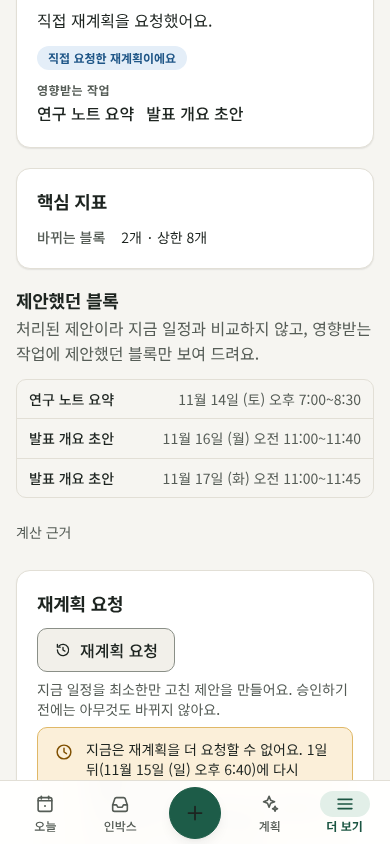 직접 재계획을 요청했어요.
직접 요청한 재계획이에요
영향받는 작업
연구 노트 요약 발표 개요 초안
핵심 지표
바뀌는 블록 2개 · 상한 8개
제안했던 블록
처리된 제안이라 지금 일정과 비교하지 않고, 영향받는
작업에 제안했던 블록만 보여 드려요.
연구 노트 요약 11월 14일 (토) 오후 7:00~8:30
발표 개요 초안 11월 16일 (월) 오전 11:00~11:40
발표 개요 초안 11월 17일 (화) 오전 11:00~11:45
계산 근거
재계획 요청
재계획 요청
지금 일정을 최소한만 고친 제안을 만들어요. 승인하기
전에는 아무것도 바뀌지 않아요.
지금은 재계획을 더 요청할 수 없어요. 1일
뒤(11월 15일 (일) 오후 6:40)에 다시
오늘 인박스 계획 더 보기